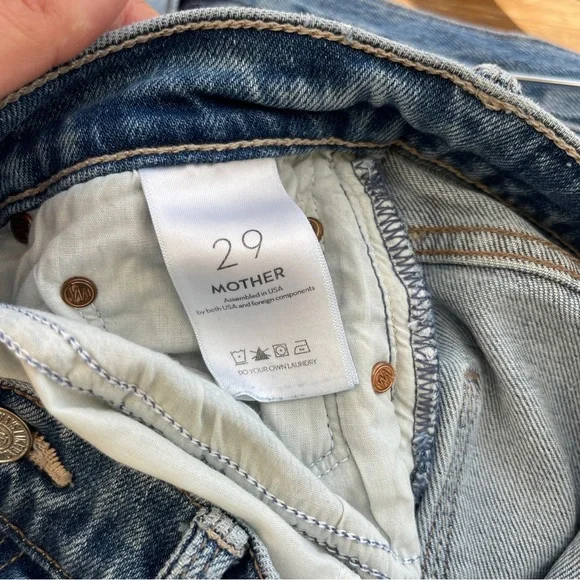 29
MOTHER
Assembled in USA
by both USA and foreign components
DO YOUR OWN LAUNDRY